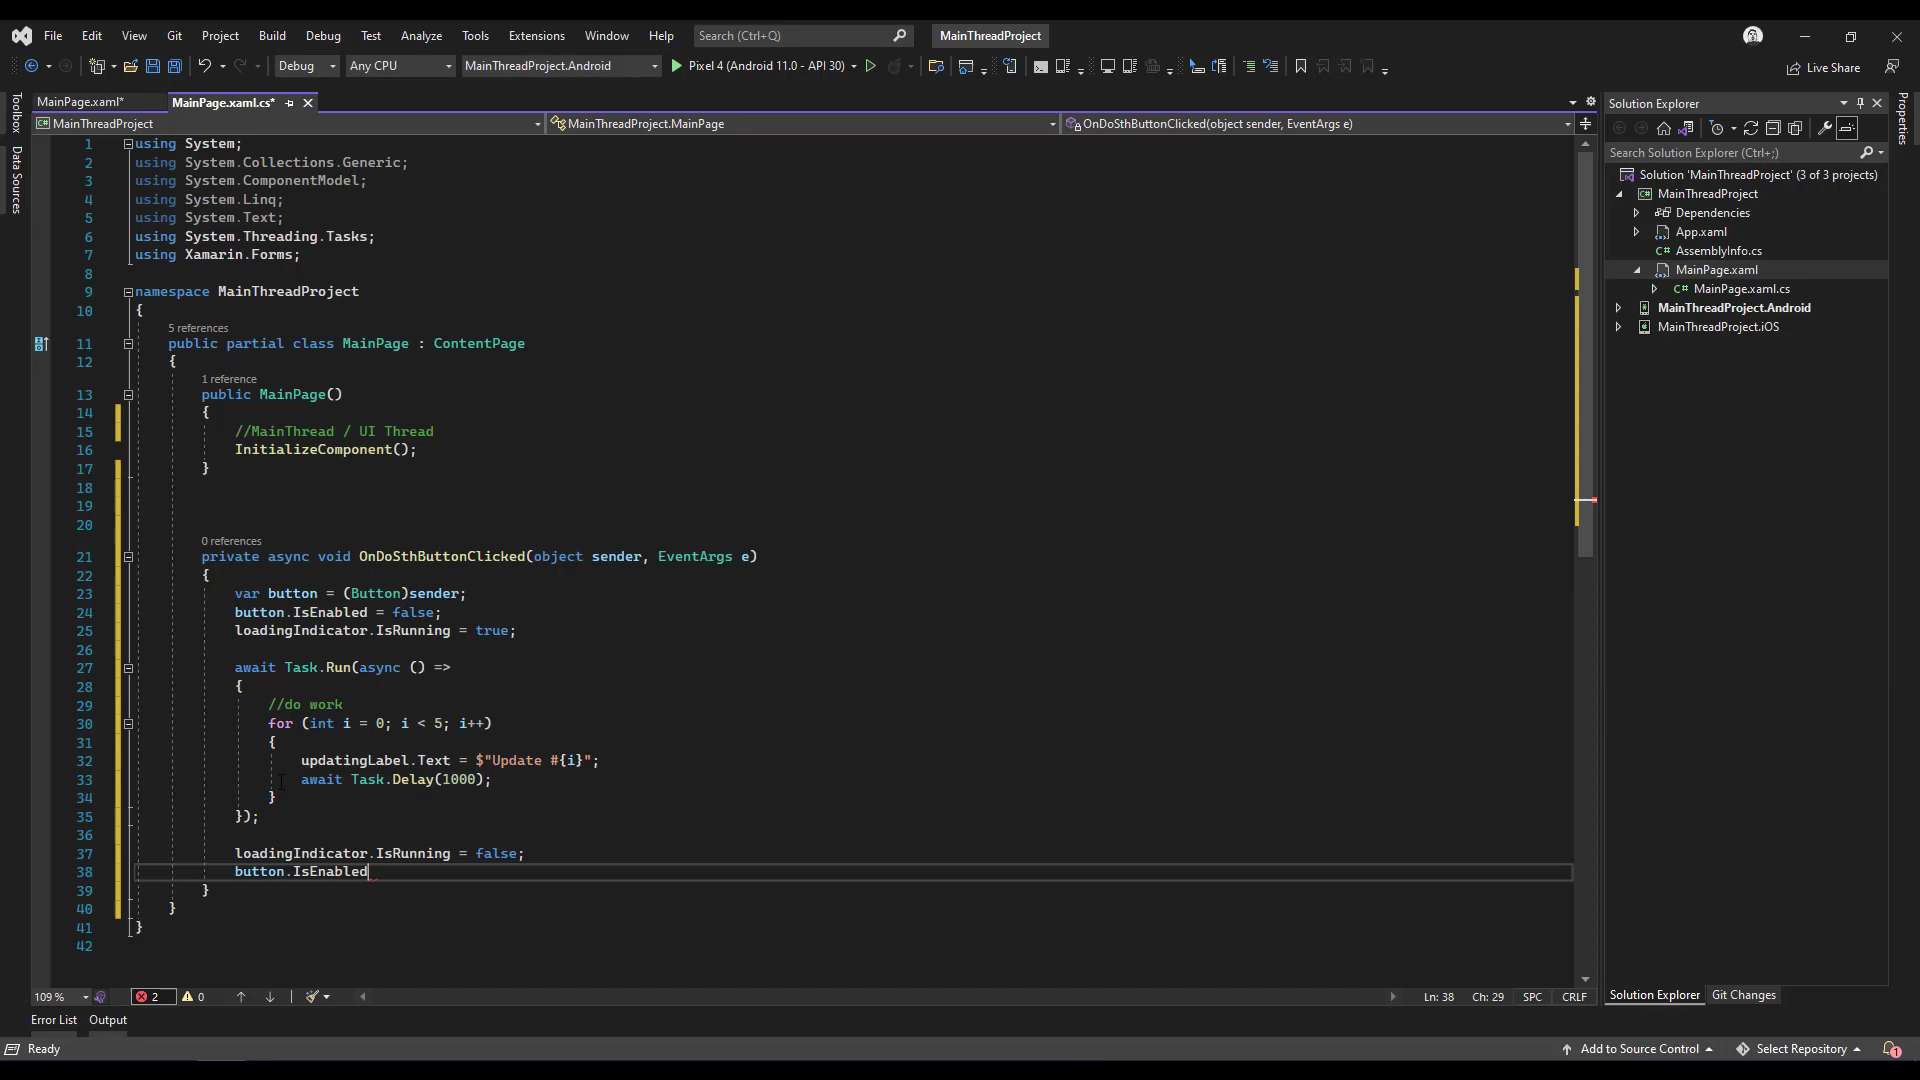 File Edit View Git Project Build Debug Test Analyze Tools Extensions Window Help Search (Ctrl+Q) MainThreadProject
Debug Any CPU MainThreadProject.Android Pixel 4 (Android 11.0 - API 30) Live Share
MainPage.xaml* MainPage.xaml.cs*
MainThreadProject MainThreadProject.MainPage OnDoSthButtonClicked(object sender, EventArgs e)
Toolbox
Data Sources
1 using System;
2 using System.Collections.Generic;
3 using System.ComponentModel;
4 using System.Linq;
5 using System.Text;
6 using System.Threading.Tasks;
7 using Xamarin.Forms;
8
9 namespace MainThreadProject
10 {
5 references
11 public partial class MainPage : ContentPage
12 {
1 reference
13 public MainPage()
14 {
15 //MainThread / UI Thread
16 InitializeComponent();
17 }
18
19
20
0 references
21 private async void OnDoSthButtonClicked(object sender, EventArgs e)
22 {
23 var button = (Button)sender;
24 button.IsEnabled = false;
25 loadingIndicator.IsRunning = true;
26
27 await Task.Run(async () =>
28 {
29 //do work
30 for (int i = 0; i < 5; i++)
31 {
32 updatingLabel.Text = $"Update #{i}";
33 await Task.Delay(1000);
34 }
35 });
36
37 loadingIndicator.IsRunning = false;
38 button.IsEnabled
39 }
40 }
41 }
42
109 % 2 0 Ln: 38 Ch: 29 SPC CRLF
Error List Output
Solution Explorer
Search Solution Explorer (Ctrl+;)
Solution 'MainThreadProject' (3 of 3 projects)
MainThreadProject
Dependencies
App.xaml
C# AssemblyInfo.cs
MainPage.xaml
C# MainPage.xaml.cs
MainThreadProject.Android
MainThreadProject.iOS
Properties
Solution Explorer Git Changes
Ready Add to Source Control Select Repository 1